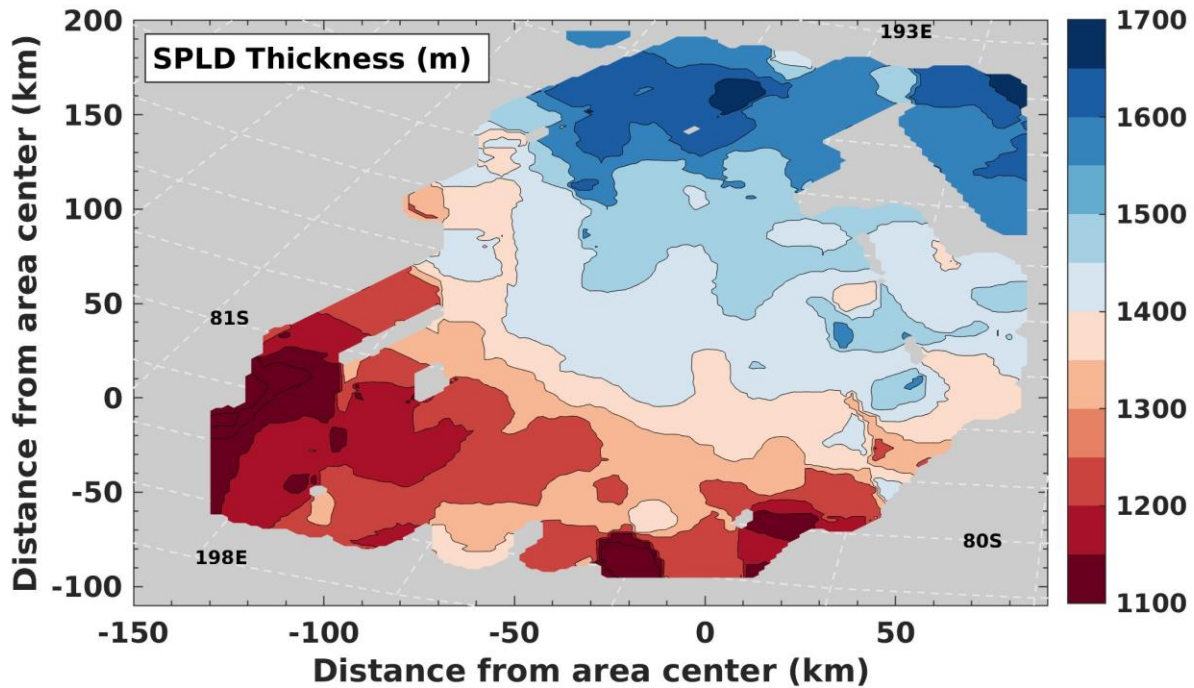 SPLD Thickness (m)
193E
81S
198E
80S
200
150
100
50
0
-50
-100
Distance from area center (km)
-150
-100
-50
0
50
Distance from area center (km)
1700
1600
1500
1400
1300
1200
1100